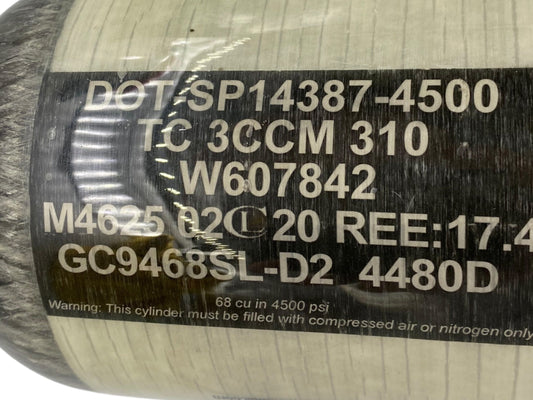 DOT SP14387-4500
TC 3CCM 310
W607842
M4625 02 L 20 REE:17.4
GC9468SL-D2 4480D
68 cu in 4500 psi
Warning: This cylinder must be filled with compressed air or nitrogen only